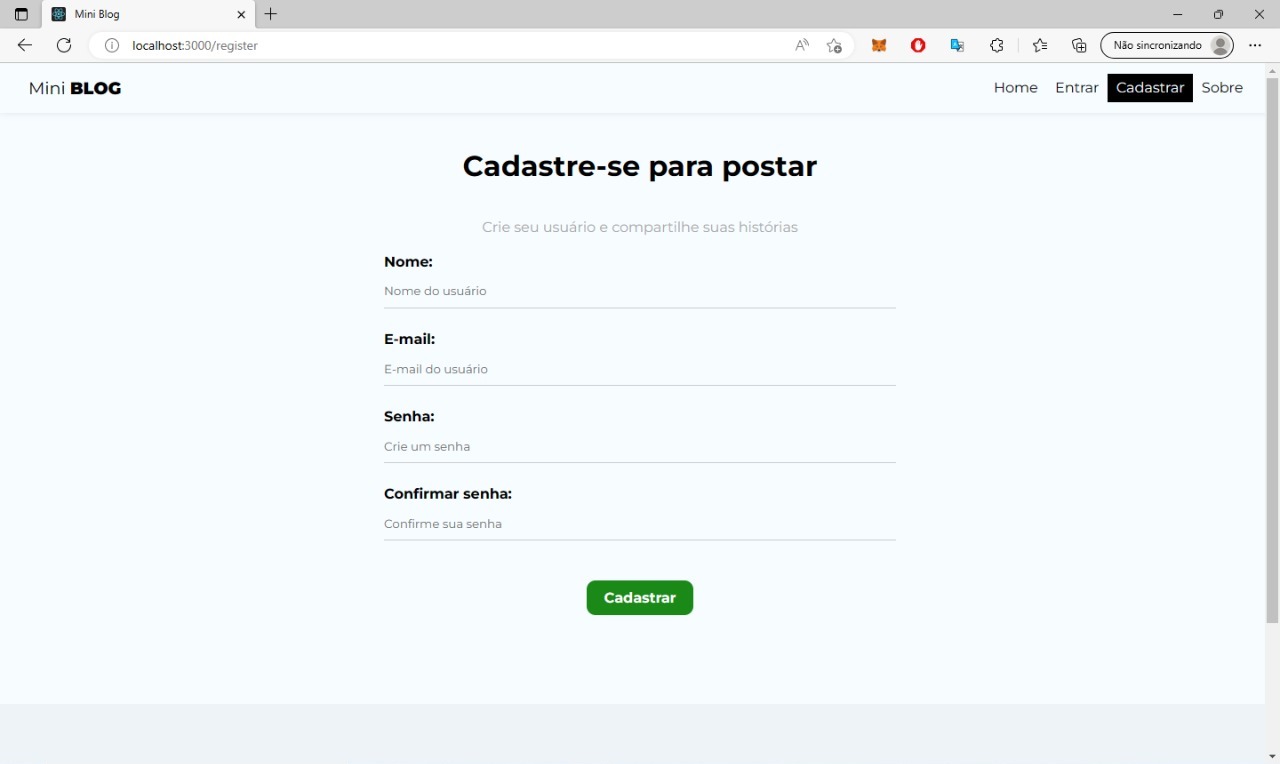 Mini Blog
localhost:3000/register
Não sincronizando
Mini BLOG
Home Entrar Cadastrar Sobre
Cadastre-se para postar
Crie seu usuário e compartilhe suas histórias
Nome:
Nome do usuário
E-mail:
E-mail do usuário
Senha:
Crie um senha
Confirmar senha:
Confirme sua senha
Cadastrar